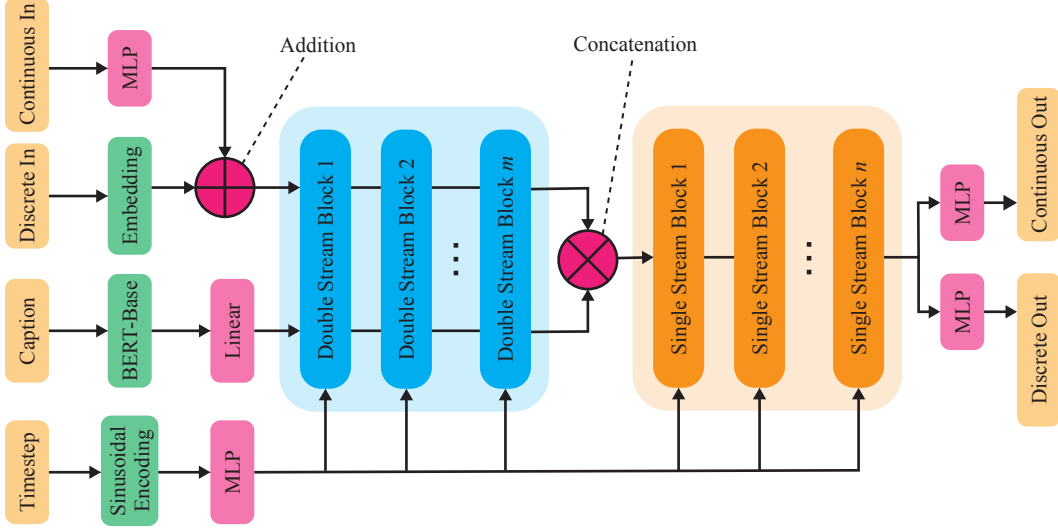 Continuous In
MLP
Addition
Concatenation
Discrete In
Embedding
Caption
BERT-Base
Linear
Timestep
Sinusoidal
Encoding
MLP
Double Stream Block 1
Double Stream Block 2
...
Double Stream Block m
Single Stream Block 1
Single Stream Block 2
...
Single Stream Block n
MLP
Continuous Out
MLP
Discrete Out